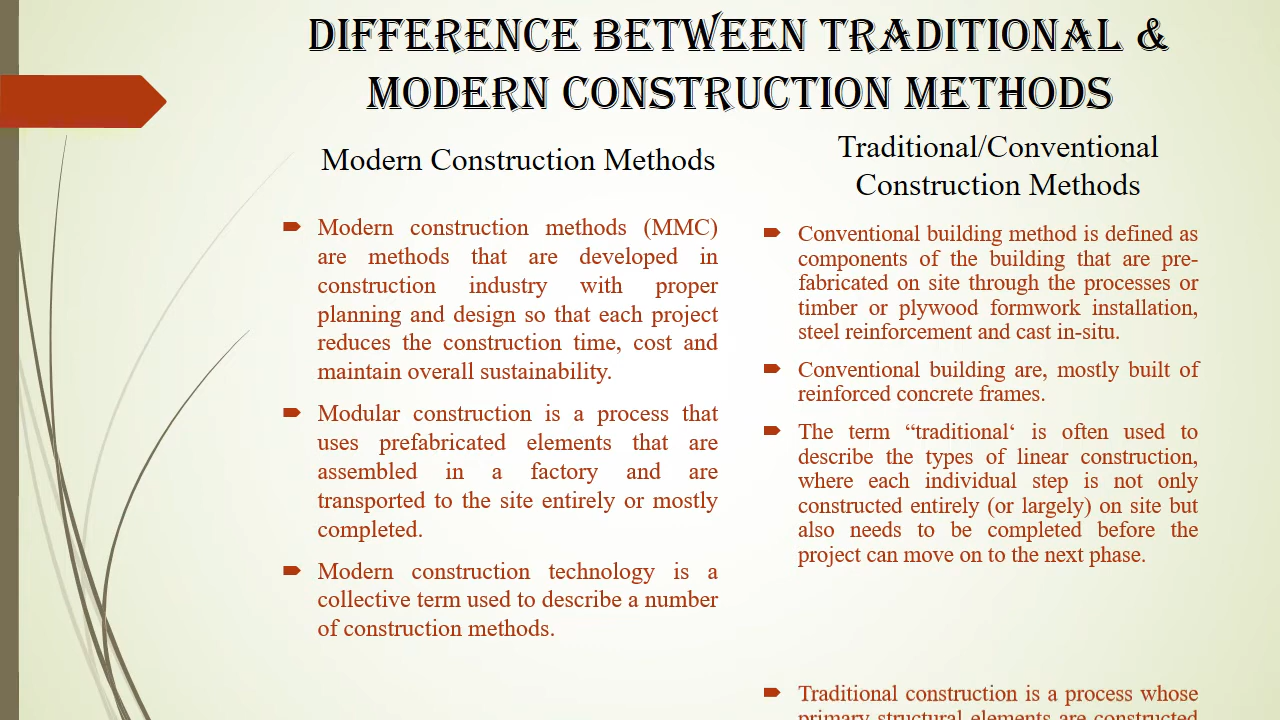 DIFFERENCE BETWEEN TRADITIONAL &
MODERN CONSTRUCTION METHODS
Modern Construction Methods
Modern construction methods (MMC)
are methods that are developed in
construction industry with proper
planning and design so that each project
reduces the construction time, cost and
maintain overall sustainability.
Modular construction is a process that
uses prefabricated elements that are
assembled in a factory and are
transported to the site entirely or mostly
completed.
Modern construction technology is a
collective term used to describe a number
of construction methods.
Traditional/Conventional
Construction Methods
Conventional building method is defined as
components of the building that are pre-
fabricated on site through the processes or
timber or plywood formwork installation,
steel reinforcement and cast in-situ.
Conventional building are, mostly built of
reinforced concrete frames.
The term “traditional‘ is often used to
describe the types of linear construction,
where each individual step is not only
constructed entirely (or largely) on site but
also needs to be completed before the
project can move on to the next phase.
Traditional construction is a process whose
primary structural elements are constructed